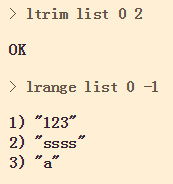 > ltrim list 0 2
OK
> lrange list 0 -1
1) "123"
2) "ssss"
3) "a"